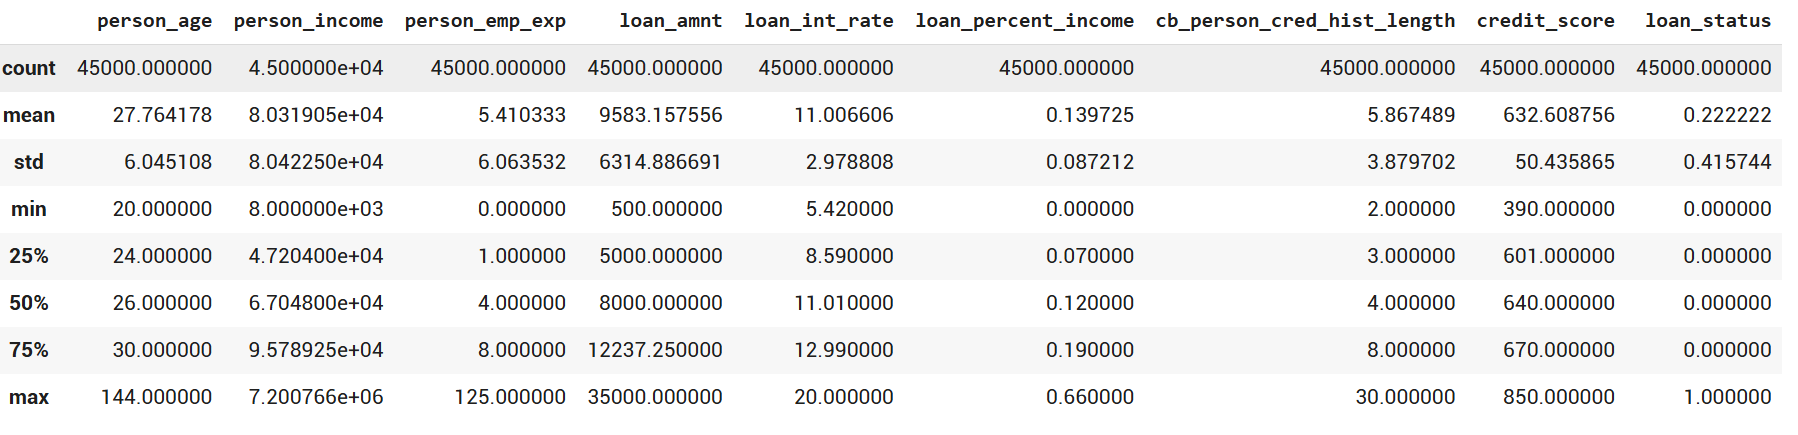 person_age person_income person_emp_exp loan_amnt loan_int_rate loan_percent_income cb_person_cred_hist_length credit_score loan_status
count 45000.000000 4.500000e+04 45000.000000 45000.000000 45000.000000 45000.000000 45000.000000 45000.000000 45000.000000
mean 27.764178 8.031905e+04 5.410333 9583.157556 11.006606 0.139725 5.867489 632.608756 0.222222
std 6.045108 8.042250e+04 6.063532 6314.886691 2.978808 0.087212 3.879702 50.435865 0.415744
min 20.000000 8.000000e+03 0.000000 500.000000 5.420000 0.000000 2.000000 390.000000 0.000000
25% 24.000000 4.720400e+04 1.000000 5000.000000 8.590000 0.070000 3.000000 601.000000 0.000000
50% 26.000000 6.704800e+04 4.000000 8000.000000 11.010000 0.120000 4.000000 640.000000 0.000000
75% 30.000000 9.578925e+04 8.000000 12237.250000 12.990000 0.190000 8.000000 670.000000 0.000000
max 144.000000 7.200766e+06 125.000000 35000.000000 20.000000 0.660000 30.000000 850.000000 1.000000